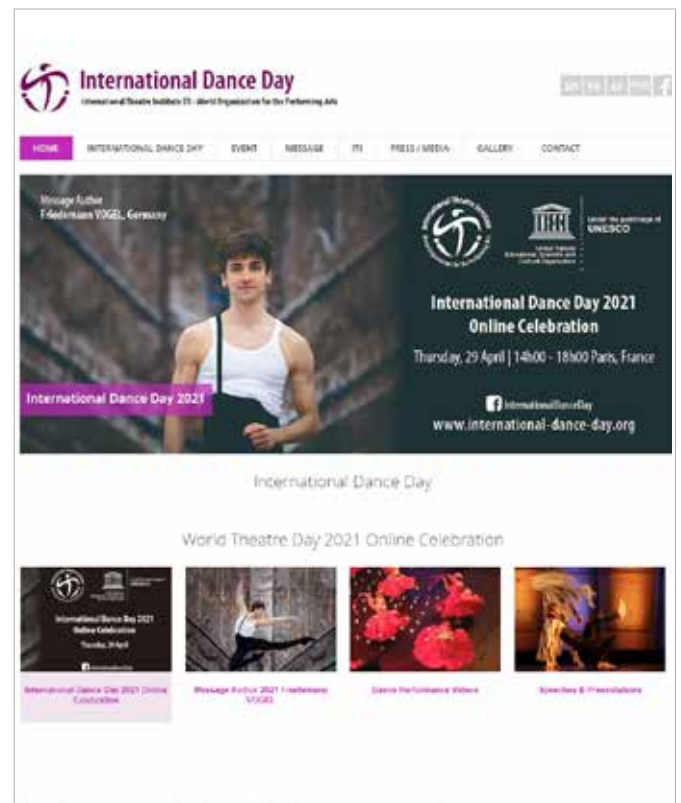 International Dance Day
International Theatre Institute ITI - World Organization for the Performing Arts
HOME INTERNATIONAL DANCE DAY EVENT MESSAGE ITI PRESS / MEDIA GALLERY CONTACT
Message Author
Friedemann VOGEL, Germany
International Dance Day 2021
UNESCO
United Nations
Educational, Scientific and
Cultural Organization
Under the patronage of
UNESCO
International Dance Day 2021
Online Celebration
Thursday, 29 April | 14h00 - 18h00 Paris, France
InternationalDanceDay
www.international-dance-day.org
International Dance Day
World Theatre Day 2021 Online Celebration
International Dance Day 2021
Online Celebration
Thursday, 29 April
International Dance Day 2021 Online
Celebration
Message Author 2021 Friedemann
VOGEL
Dance Performance Videos
Speeches & Presentations